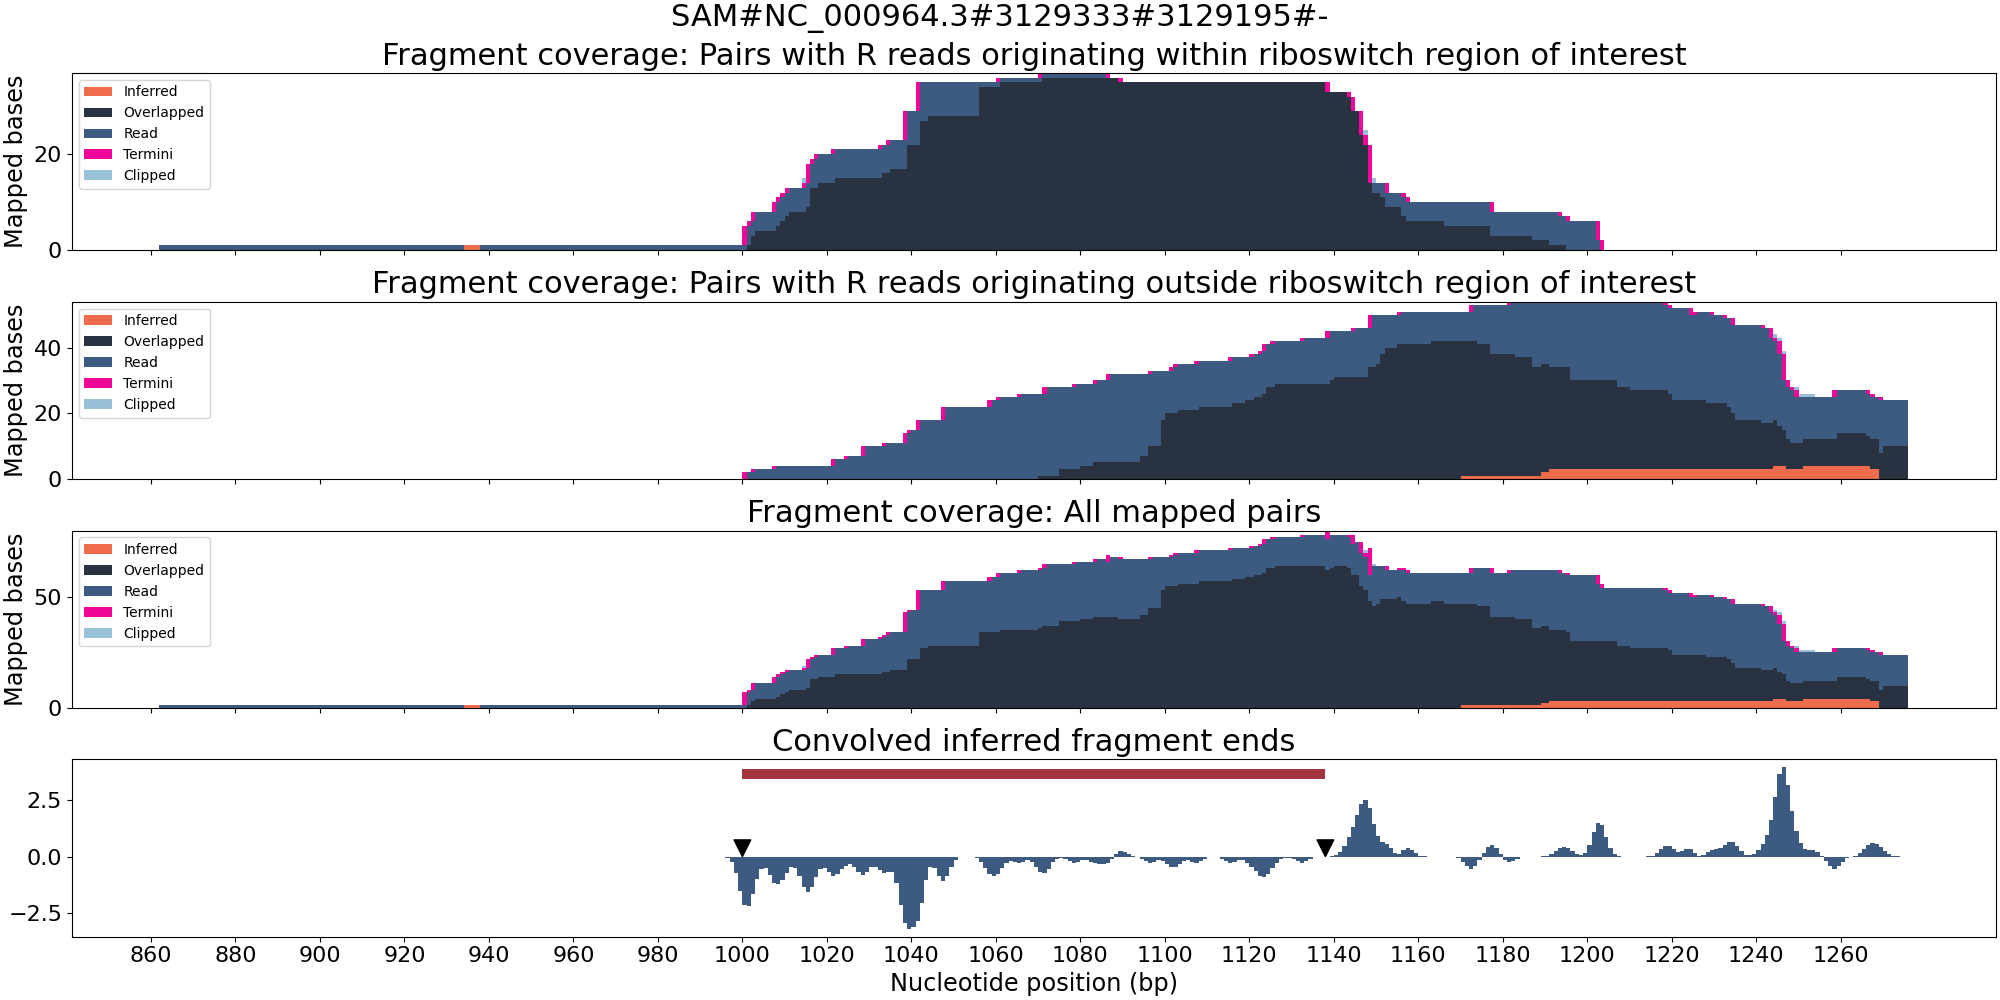 SAM#NC_000964.3#3129333#3129195#-
Fragment coverage: Pairs with R reads originating within riboswitch region of interest
Mapped bases
20
0
Inferred
Overlapped
Read
Termini
Clipped
Fragment coverage: Pairs with R reads originating outside riboswitch region of interest
Mapped bases
40
20
0
Inferred
Overlapped
Read
Termini
Clipped
Fragment coverage: All mapped pairs
Mapped bases
50
0
Inferred
Overlapped
Read
Termini
Clipped
Convolved inferred fragment ends
2.5
0.0
−2.5
860 880 900 920 940 960 980 1000 1020 1040 1060 1080 1100 1120 1140 1160 1180 1200 1220 1240 1260
Nucleotide position (bp)